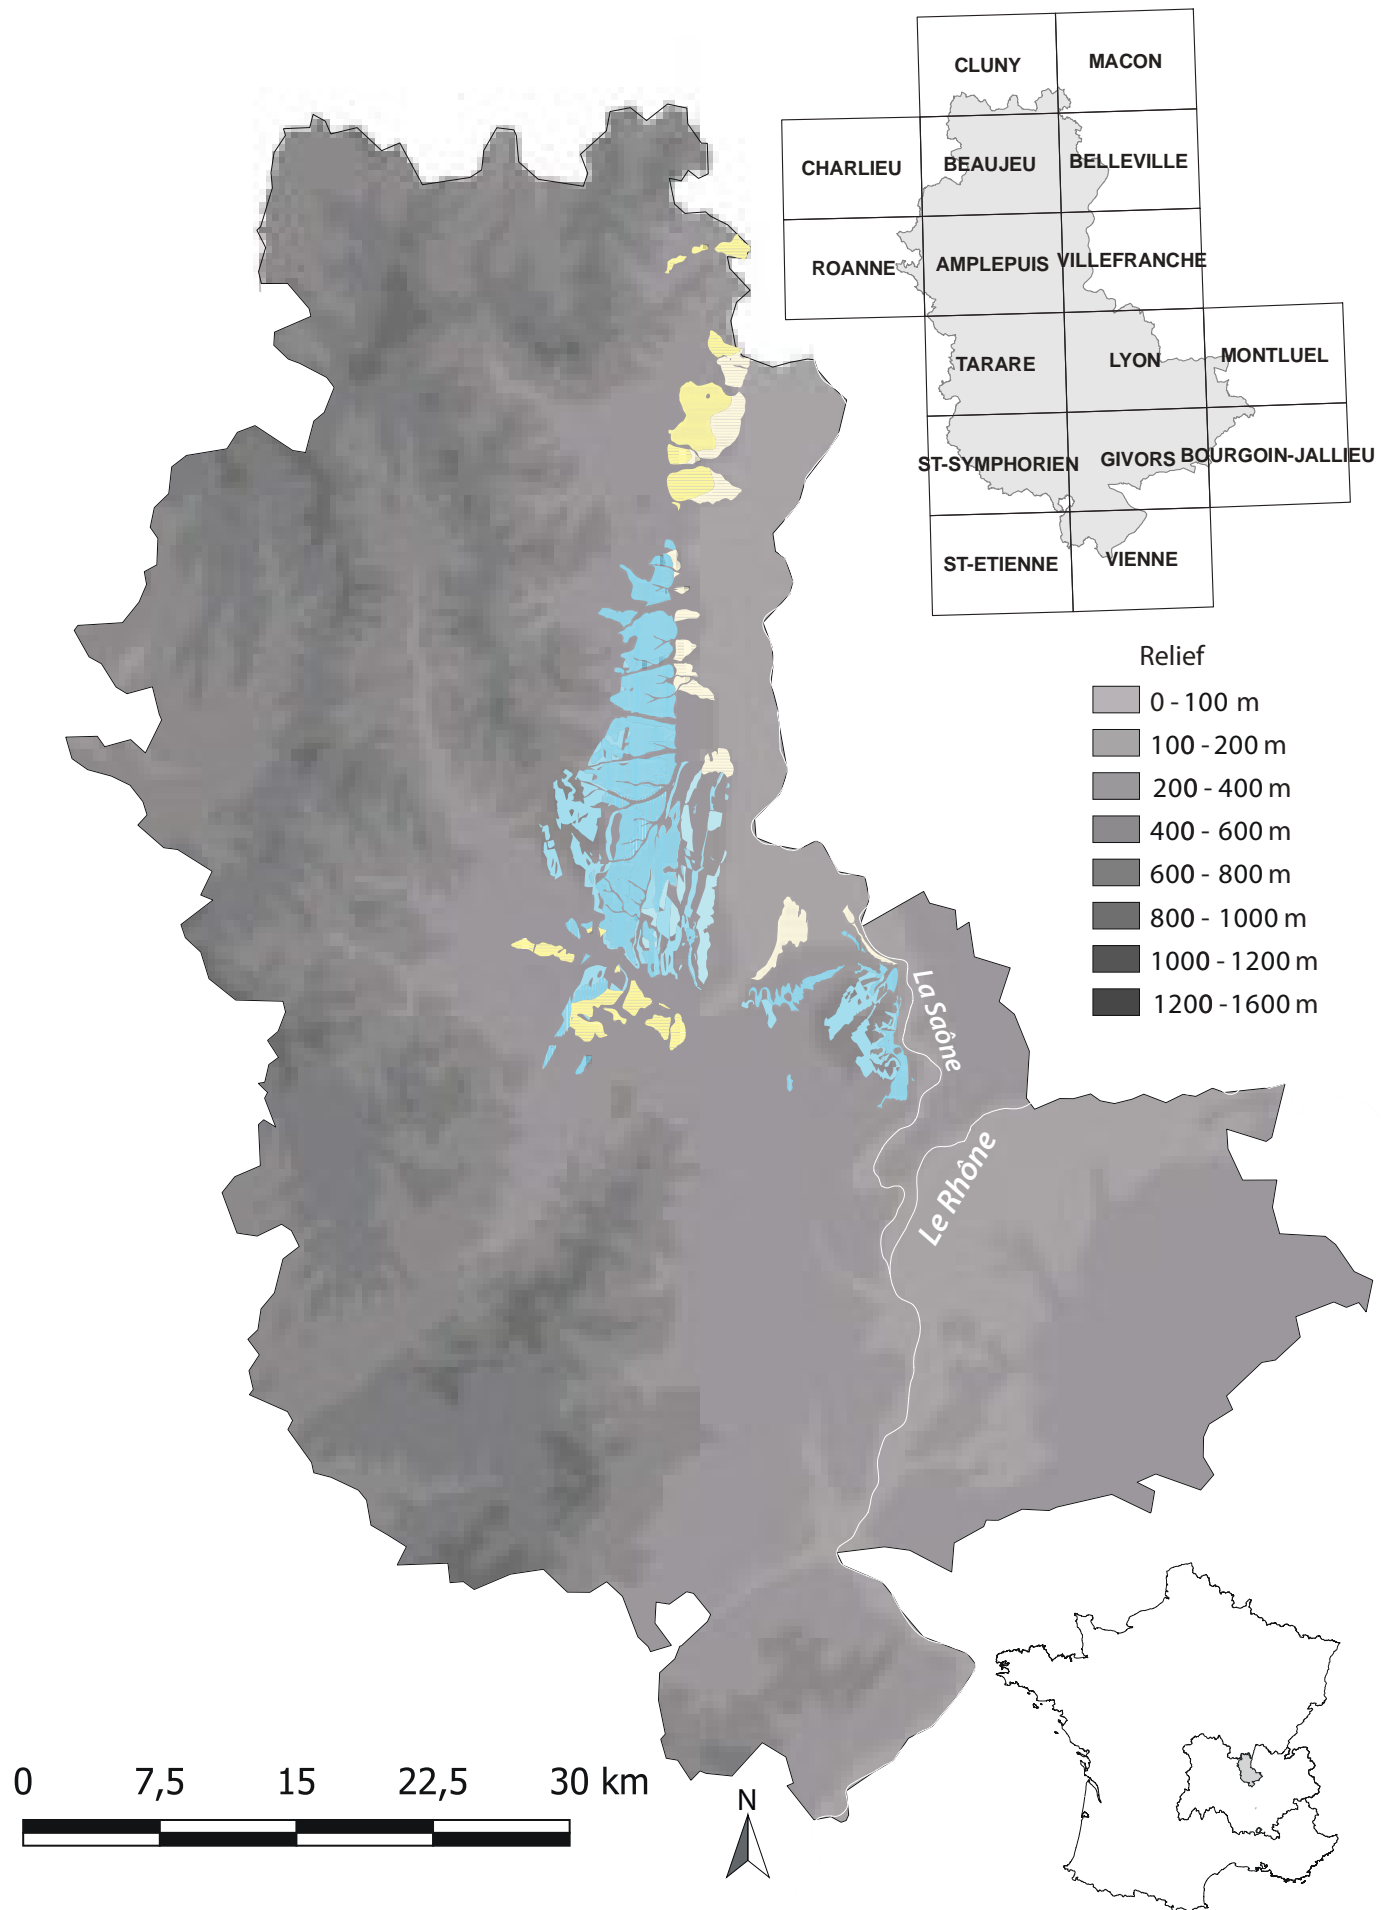 CLUNY
MACON
CHARLIEU
BEAUJEU
BELLEVILLE
ROANNE
AMPLEPUIS
VILLEFRANCHE
TARARE
LYON
MONTLUEL
ST-SYMPHORIEN
GIVORS
BOURGOIN-JALLIEU
ST-ETIENNE
VIENNE
Relief
0 - 100 m
100 - 200 m
200 - 400 m
400 - 600 m
600 - 800 m
800 - 1000 m
1000 - 1200 m
1200 - 1600 m
La Saône
Le Rhône
0 7,5 15 22,5 30 km
N